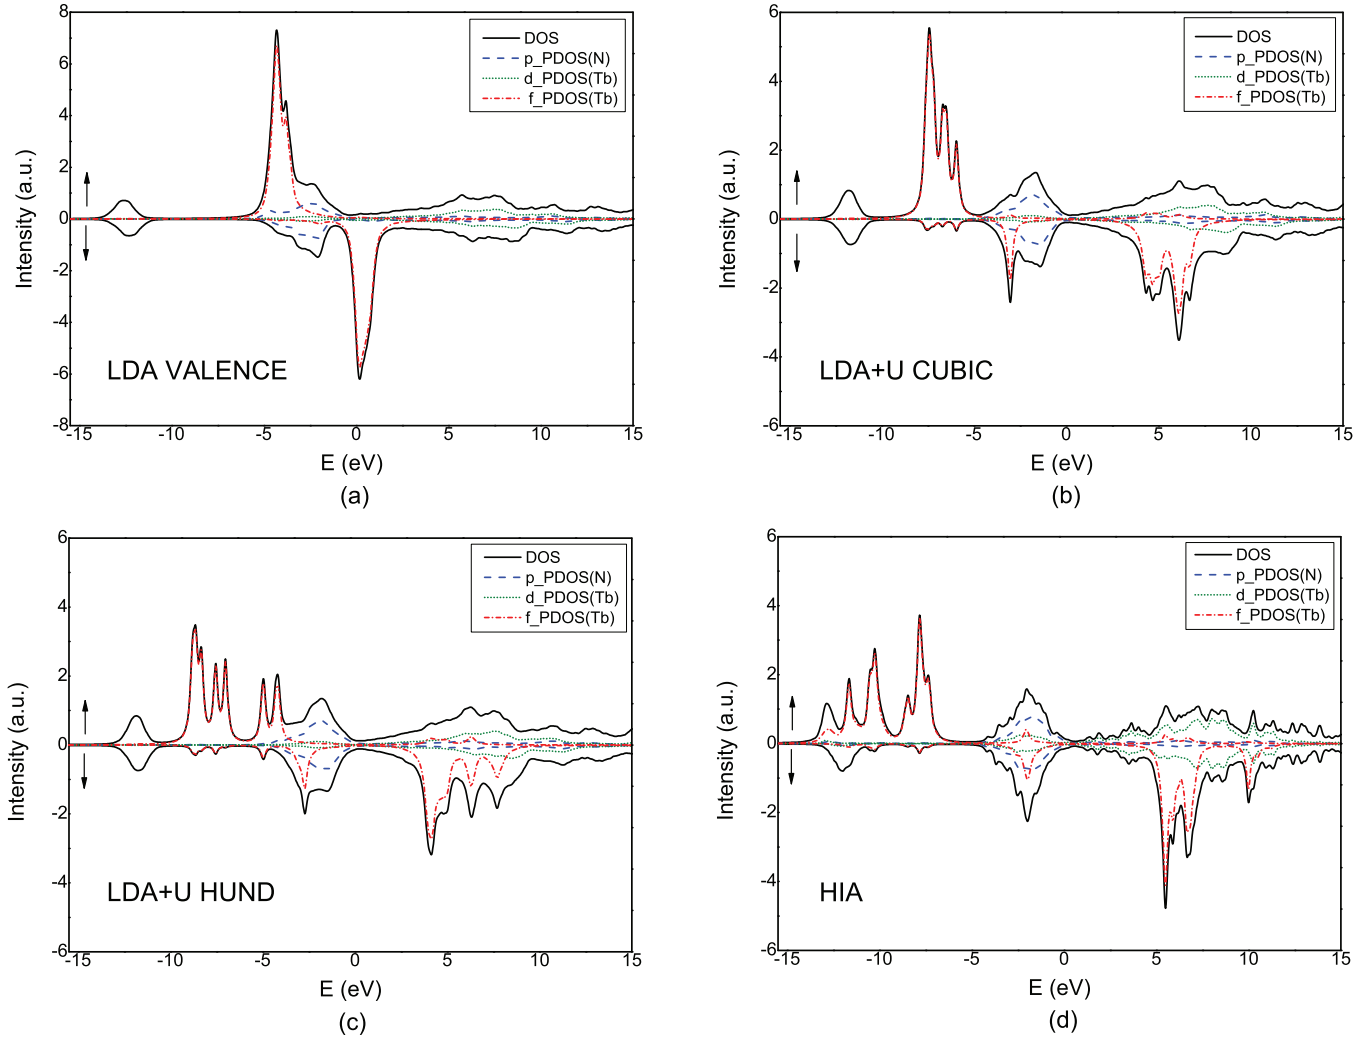 8
6
4
2
0
-2
-4
-6
-8
Intensity (a.u.)
DOS
p_PDOS(N)
d_PDOS(Tb)
f_PDOS(Tb)
LDA VALENCE
-15 -10 -5 0 5 10 15
E (eV)
(a)
6
4
2
0
-2
-4
-6
Intensity (a.u.)
DOS
p_PDOS(N)
d_PDOS(Tb)
f_PDOS(Tb)
LDA+U CUBIC
-15 -10 -5 0 5 10 15
E (eV)
(b)
6
4
2
0
-2
-4
-6
Intensity (a.u.)
DOS
p_PDOS(N)
d_PDOS(Tb)
f_PDOS(Tb)
LDA+U HUND
-15 -10 -5 0 5 10 15
E (eV)
(c)
6
4
2
0
-2
-4
-6
Intensity (a.u.)
DOS
p_PDOS(N)
d_PDOS(Tb)
f_PDOS(Tb)
HIA
-15 -10 -5 0 5 10 15
E (eV)
(d)